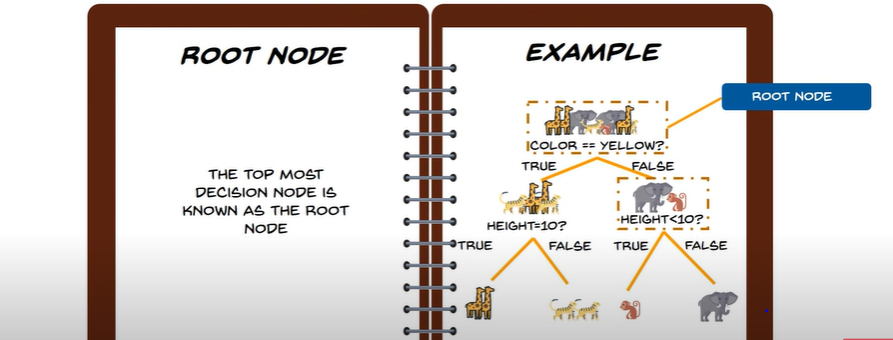 ROOT NODE
THE TOP MOST
DECISION NODE IS
KNOWN AS THE ROOT
NODE
EXAMPLE
ROOT NODE
COLOR == YELLOW?
TRUE FALSE
HEIGHT=10?
HEIGHT<10?
TRUE FALSE TRUE FALSE